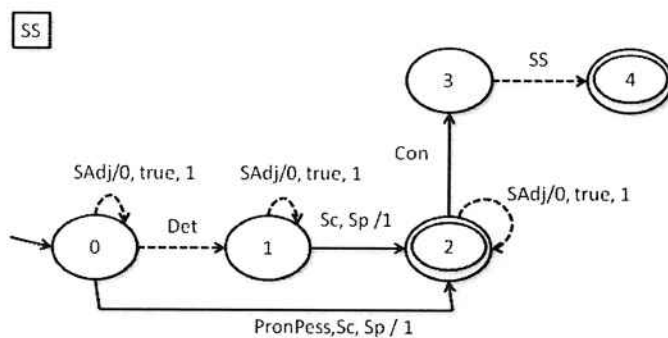 SS
3
SS
4
Con
SAdj/0, true, 1
SAdj/0, true, 1
SAdj/0, true, 1
Det
Sc, Sp /1
0
1
2
PronPess,Sc, Sp / 1